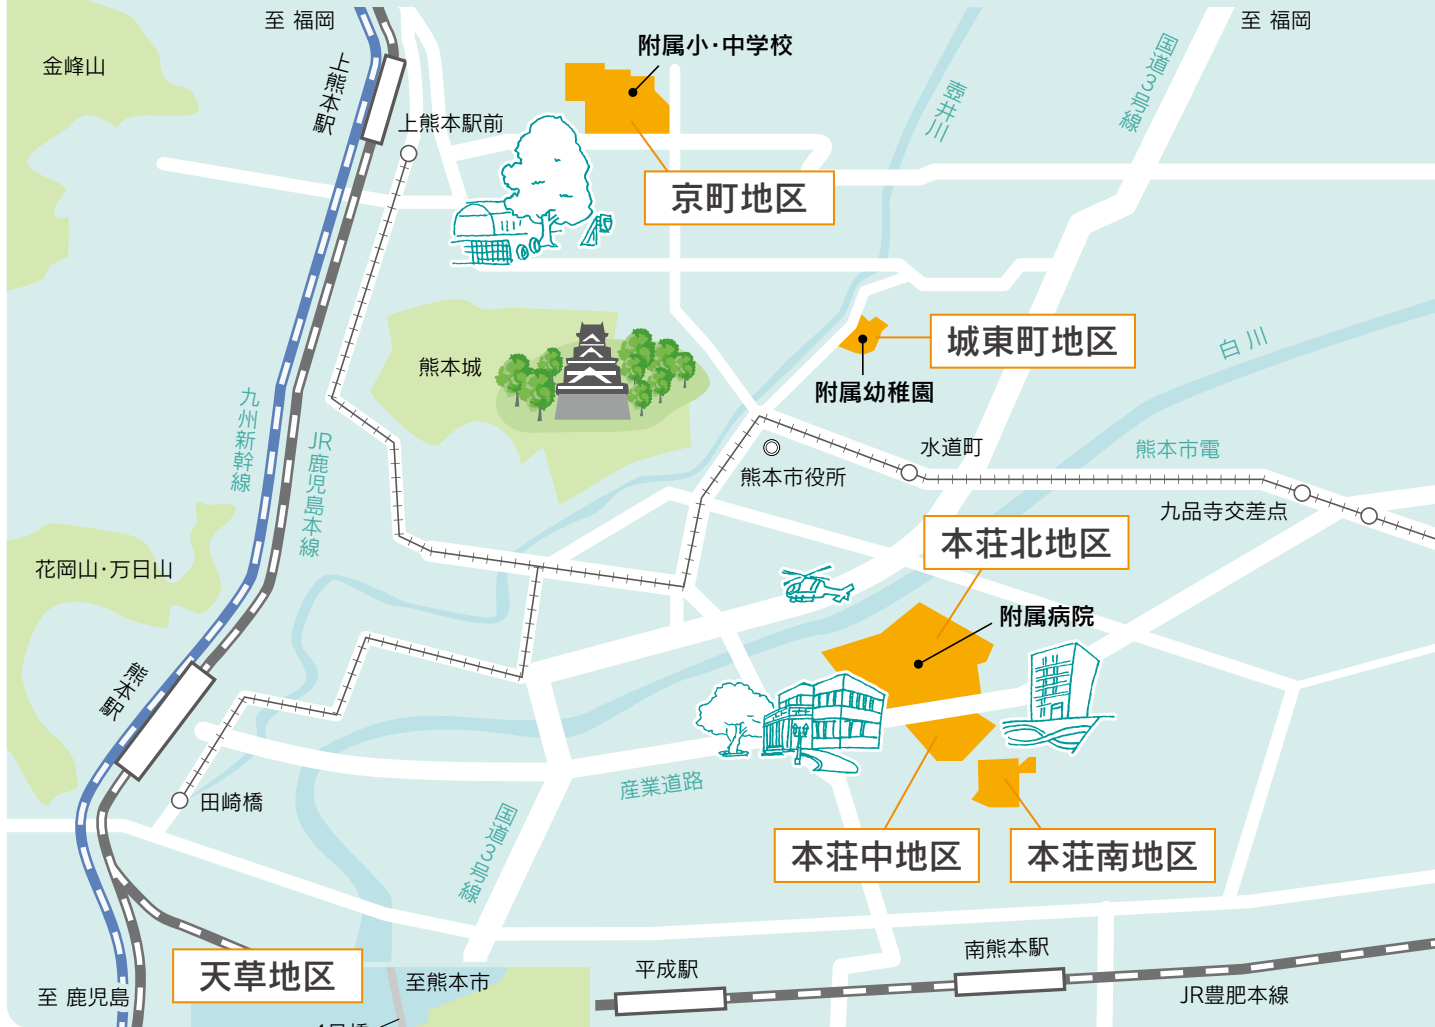 至 福岡
至 福岡
金峰山
上熊本駅
附属小・中学校
国道3号線
壺井川
上熊本駅前
京町地区
城東町地区
白川
熊本城
附属幼稚園
九州新幹線
JR鹿児島本線
水道町
熊本市電
熊本市役所
九品寺交差点
本荘北地区
花岡山・万日山
附属病院
熊本駅
産業道路
田崎橋
国道3号線
本荘中地区
本荘南地区
天草地区
南熊本駅
平成駅
至熊本市
至 鹿児島
JR豊肥本線